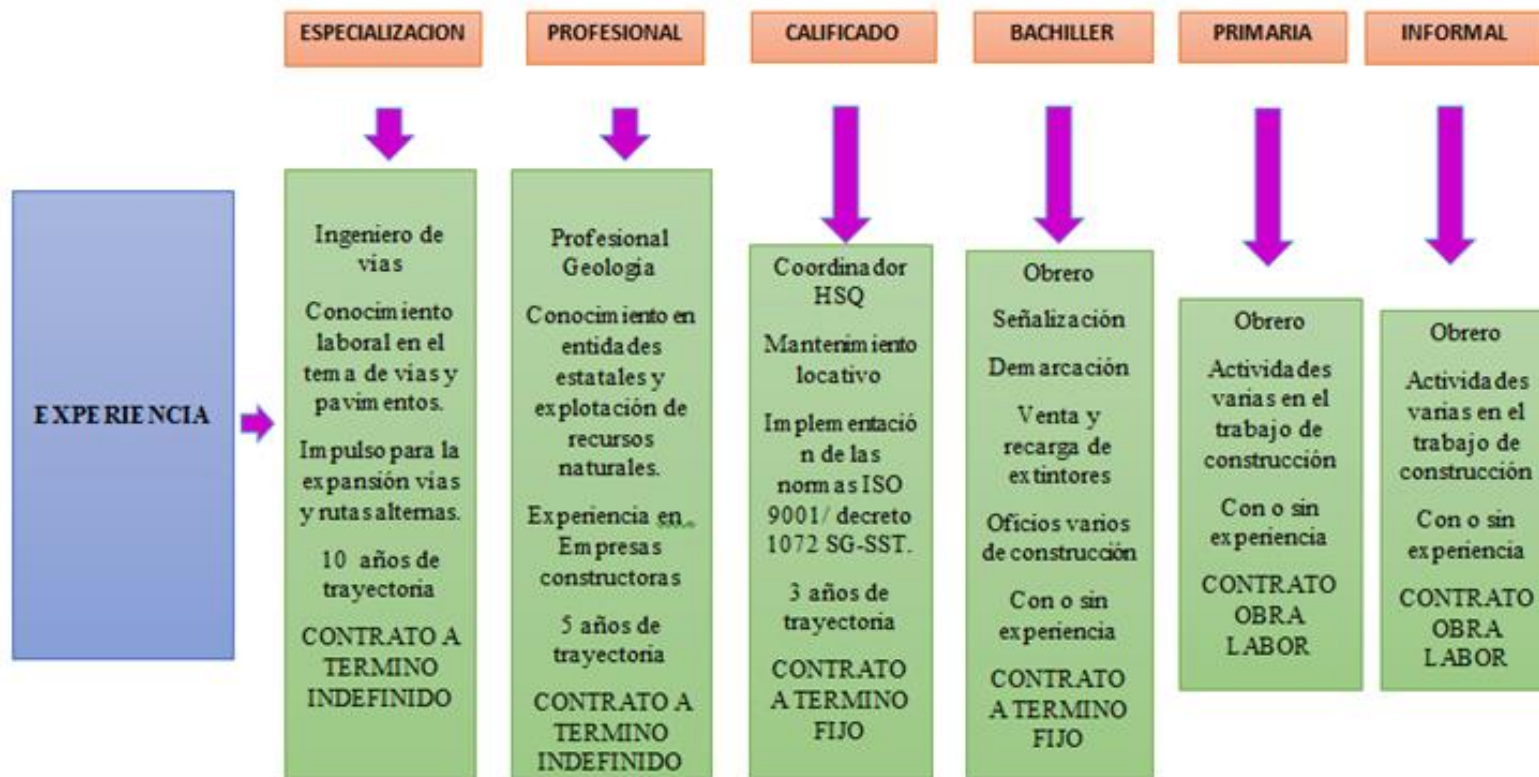 ESPECIALIZACION
PROFESIONAL
CALIFICADO
BACHILLER
PRIMARIA
INFORMAL
EXPERIENCIA
Ingeniero de
vias
Conocimiento
laboral en el
tema de vias y
pavimentos.
Impulso para la
expansión vias
y rutas alternas.
10 años de
trayectoria
CONTRATO A
TERMINO
INDEFINIDO
Profesional
Geologia
Conocimiento en
entidades
estatales y
explotación de
recursos
naturales.
Experiencia en
Empresas
constructoras
5 años de
trayectoria
CONTRATO A
TERMINO
INDEFINIDO
Coordinador
HSQ
Mantenimiento
locativo
Implementació
n de las
normas ISO
9001/ decreto
1072 SG-SST.
3 años de
trayectoria
CONTRATO
A TERMINO
FIJO
Obrero
Señalización
Demarcación
Venta y
recarga de
extintores
Oficios varios
de construcción
Con o sin
experiencia
CONTRATO
A TERMINO
FIJO
Obrero
Actividades
varias en el
trabajo de
construcción
Con o sin
experiencia
CONTRATO
OBRA
LABOR
Obrero
Actividades
varias en el
trabajo de
construcción
Con o sin
experiencia
CONTRATO
OBRA
LABOR